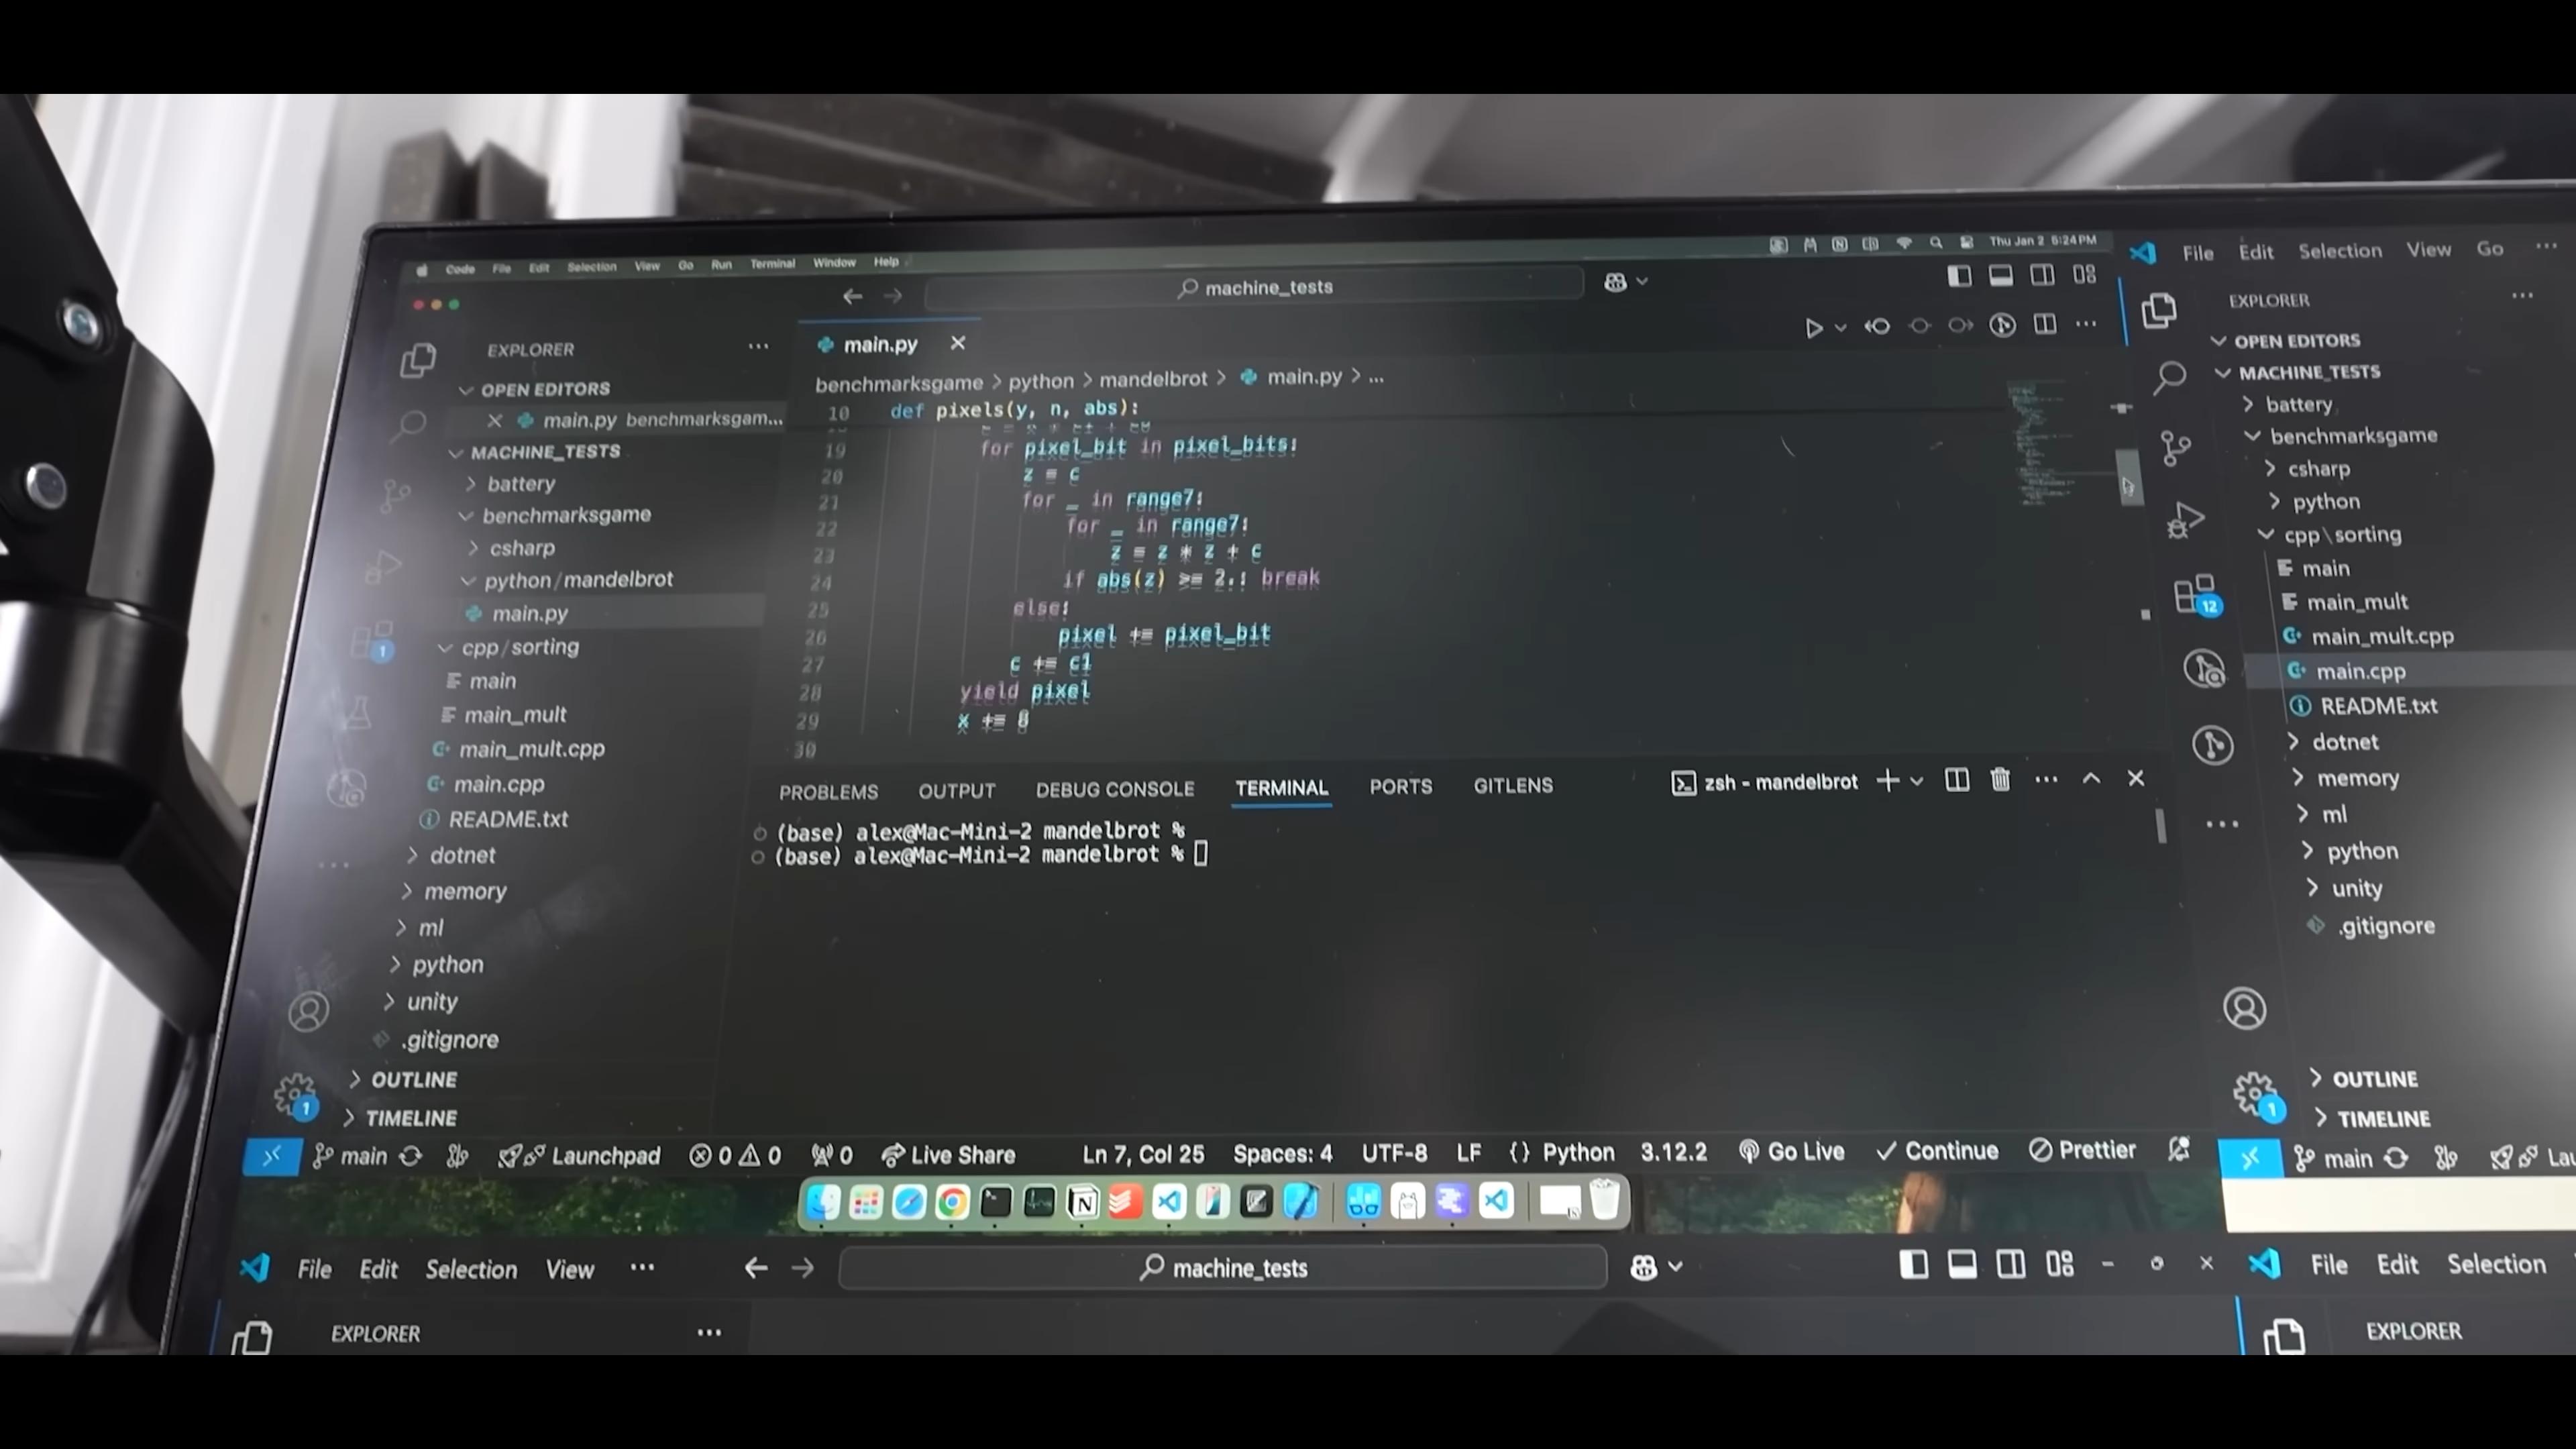 Code File Edit Selection View Go Run Terminal Window Help
Thu Jan 2 5:24 PM
machine_tests
EXPLORER
OPEN EDITORS
main.py benchmarksgam...
MACHINE_TESTS
battery
benchmarksgame
csharp
python/mandelbrot
main.py
cpp/sorting
main
main_mult
main_mult.cpp
main.cpp
README.txt
dotnet
memory
ml
python
unity
.gitignore
OUTLINE
TIMELINE
1
1
main.py
benchmarksgame > python > mandelbrot > main.py > ...
10 def pixels(y, n, abs):
19 for pixel_bit in pixel_bits:
20 z = c
21 for _ in range7:
22 for _ in range7:
23 z = z * z + c
24 if abs(z) >= 2.: break
25 else:
26 pixel += pixel_bit
27 c += c1
28 yield pixel
29 x += 8
30
PROBLEMS OUTPUT DEBUG CONSOLE TERMINAL PORTS GITLENS
zsh - mandelbrot
(base) alex@Mac-Mini-2 mandelbrot %
(base) alex@Mac-Mini-2 mandelbrot %
main Launchpad 0 0 0 Live Share Ln 7, Col 25 Spaces: 4 UTF-8 LF {} Python 3.12.2 Go Live Continue Prettier
File Edit Selection View Go ...
EXPLORER
OPEN EDITORS
MACHINE_TESTS
battery
benchmarksgame
csharp
python
cpp\sorting
main
main_mult
main_mult.cpp
main.cpp
README.txt
dotnet
memory
ml
python
unity
.gitignore
OUTLINE
TIMELINE
12
1
main
File Edit Selection View ...
machine_tests
EXPLORER
File Edit Selection
EXPLORER